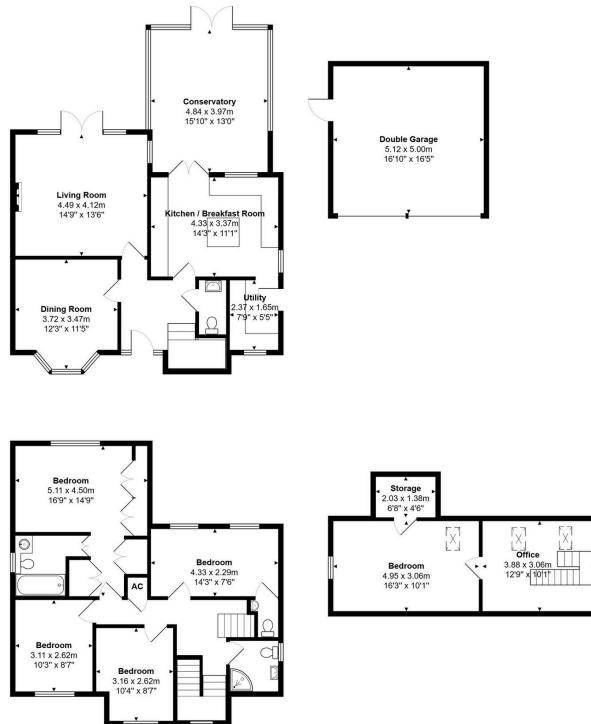 Conservatory
4.84 x 3.97m
15'10" x 13'0"
Double Garage
5.12 x 5.00m
16'10" x 16'5"
Living Room
4.49 x 4.12m
14'9" x 13'6"
Kitchen / Breakfast Room
4.33 x 3.37m
14'3" x 11'1"
Dining Room
3.72 x 3.47m
12'3" x 11'5"
Utility
2.37 x 1.65m
7'9" x 5'5"
Bedroom
5.11 x 4.50m
16'9" x 14'9"
Bedroom
4.33 x 2.29m
14'3" x 7'6"
AC
Bedroom
3.11 x 2.62m
10'3" x 8'7"
Bedroom
3.16 x 2.62m
10'4" x 8'7"
Storage
2.03 x 1.38m
6'8" x 4'6"
Bedroom
4.95 x 3.06m
16'3" x 10'1"
Office
3.88 x 3.06m
12'9" x 10'1"